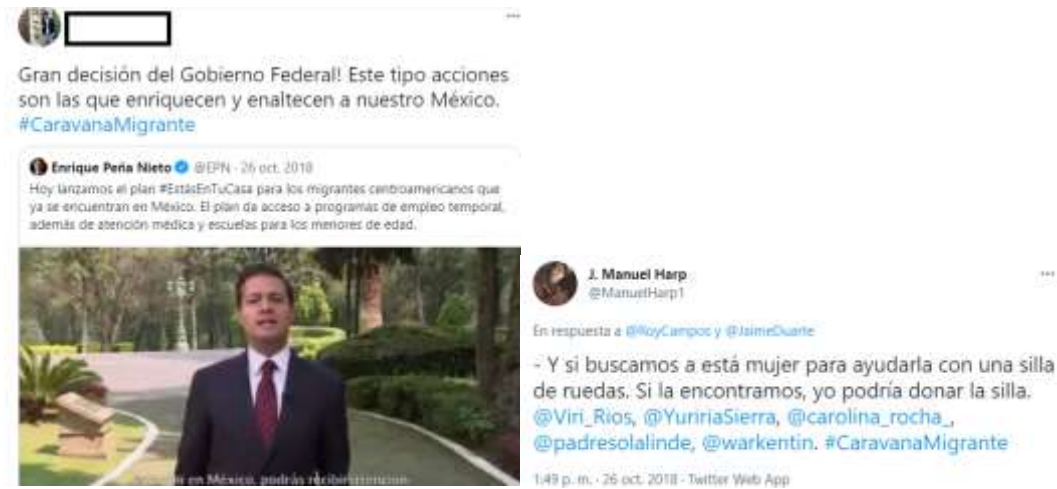 Gran decisión del Gobierno Federal! Este tipo acciones
son las que enriquecen y enaltecen a nuestro México.
#CaravanaMigrante
Enrique Peña Nieto @EPN · 26 oct. 2018
Hoy lanzamos el plan #EstásEnTuCasa para los migrantes centroamericanos que
ya se encuentran en México. El plan da acceso a programas de empleo temporal,
además de atención médica y escuelas para los menores de edad.
en México, podrás recibir atención
J. Manuel Harp
@ManuelHarp1
En respuesta a @RoyCampos y @JaimeDuarte
- Y si buscamos a está mujer para ayudarla con una silla
de ruedas. Si la encontramos, yo podría donar la silla.
@Viri_Rios, @YuririaSierra, @carolina_rocha_,
@padresolalinde, @warkentin. #CaravanaMigrante
1:49 p. m. · 26 oct. 2018 · Twitter Web App